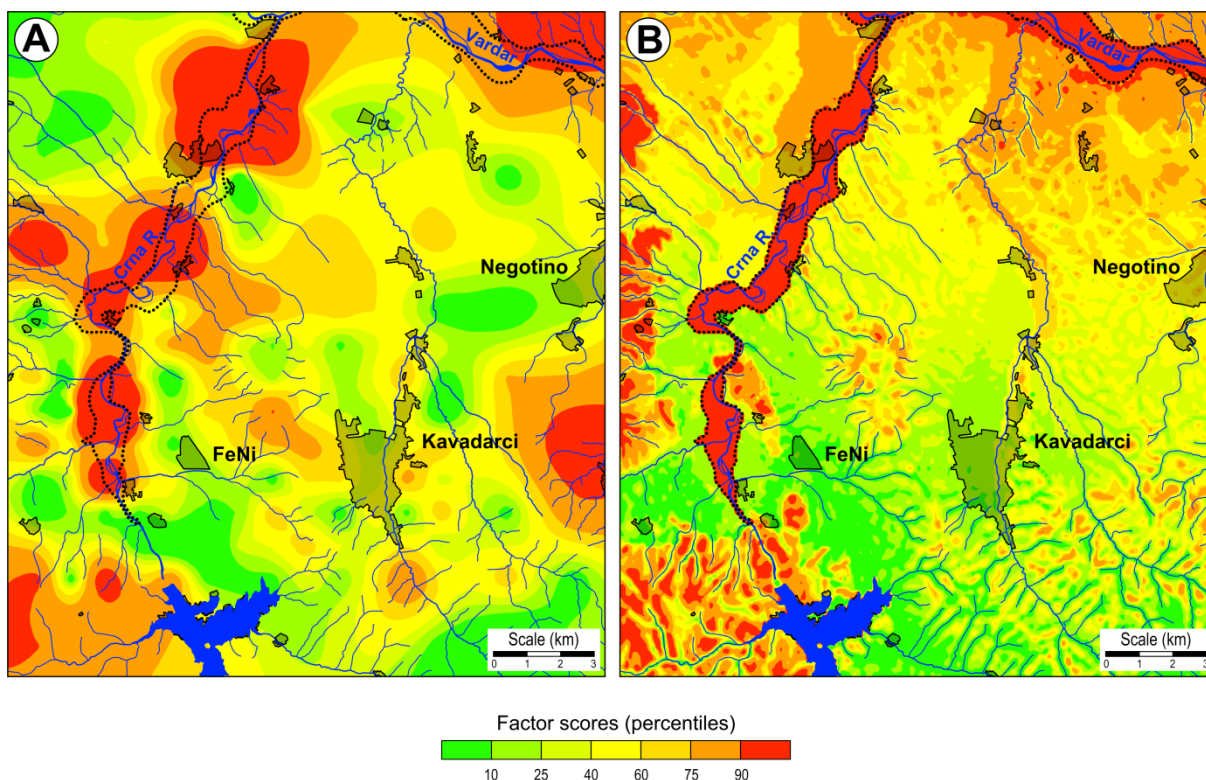 A
Vardar
Crna R.
Negotino
FeNi
Kavadarci
Scale (km)
0 1 2 3
B
Vardar
Crna R.
Negotino
FeNi
Kavadarci
Scale (km)
0 1 2 3
Factor scores (percentiles)
10 25 40 60 75 90